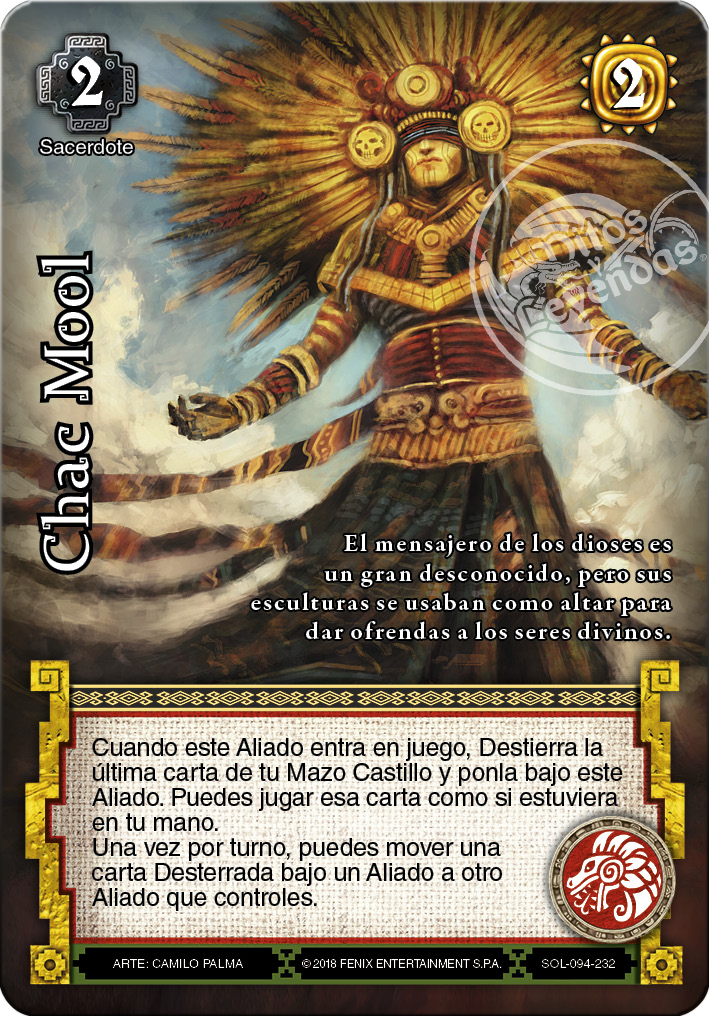 2
2
Sacerdote
Mitos
y
Leyendas
Chac Mool
El mensajero de los dioses es
un gran desconocido, pero sus
esculturas se usaban como altar para
dar ofrendas a los seres divinos.
Cuando este Aliado entra en juego, Destierra la
última carta de tu Mazo Castillo y ponla bajo este
Aliado. Puedes jugar esa carta como si estuviera
en tu mano.
Una vez por turno, puedes mover una
carta Desterrada bajo un Aliado a otro
Aliado que controles.
ARTE: CAMILO PALMA
©2018 FENIX ENTERTAINMENT S.P.A.
SOL-094-232